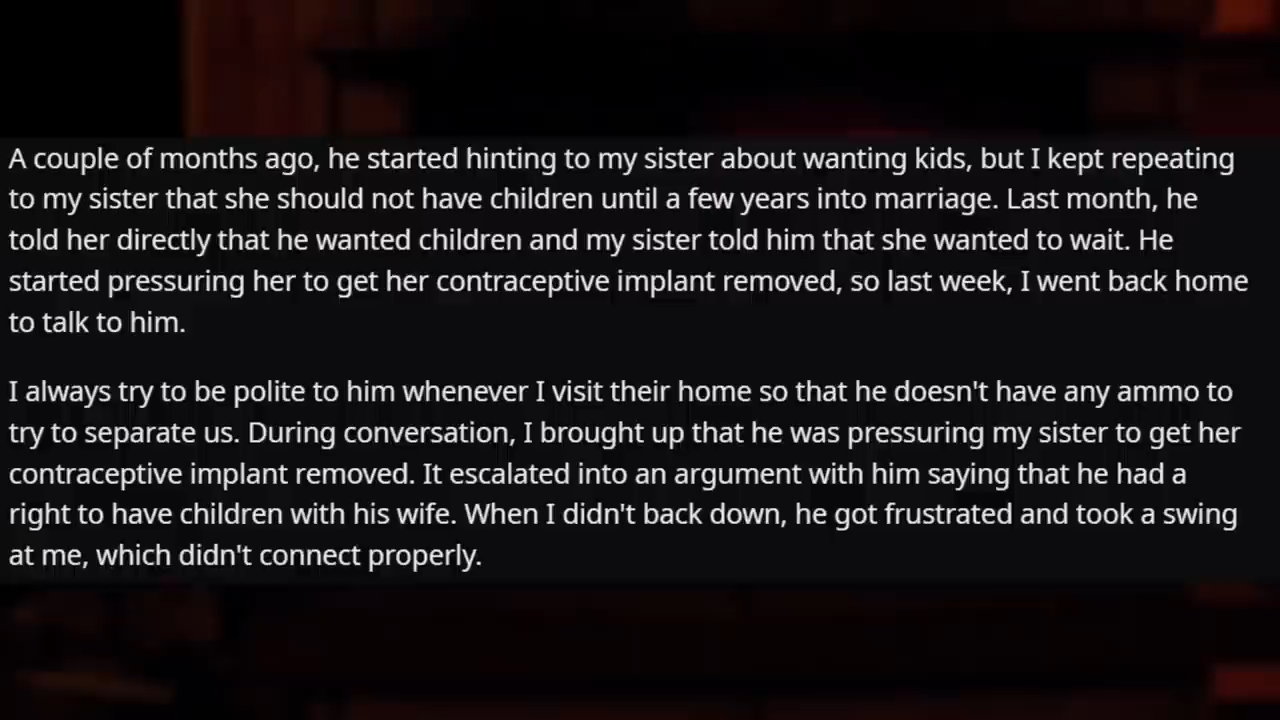 A couple of months ago, he started hinting to my sister about wanting kids, but I kept repeating
to my sister that she should not have children until a few years into marriage. Last month, he
told her directly that he wanted children and my sister told him that she wanted to wait. He
started pressuring her to get her contraceptive implant removed, so last week, I went back home
to talk to him.
I always try to be polite to him whenever I visit their home so that he doesn't have any ammo to
try to separate us. During conversation, I brought up that he was pressuring my sister to get her
contraceptive implant removed. It escalated into an argument with him saying that he had a
right to have children with his wife. When I didn't back down, he got frustrated and took a swing
at me, which didn't connect properly.